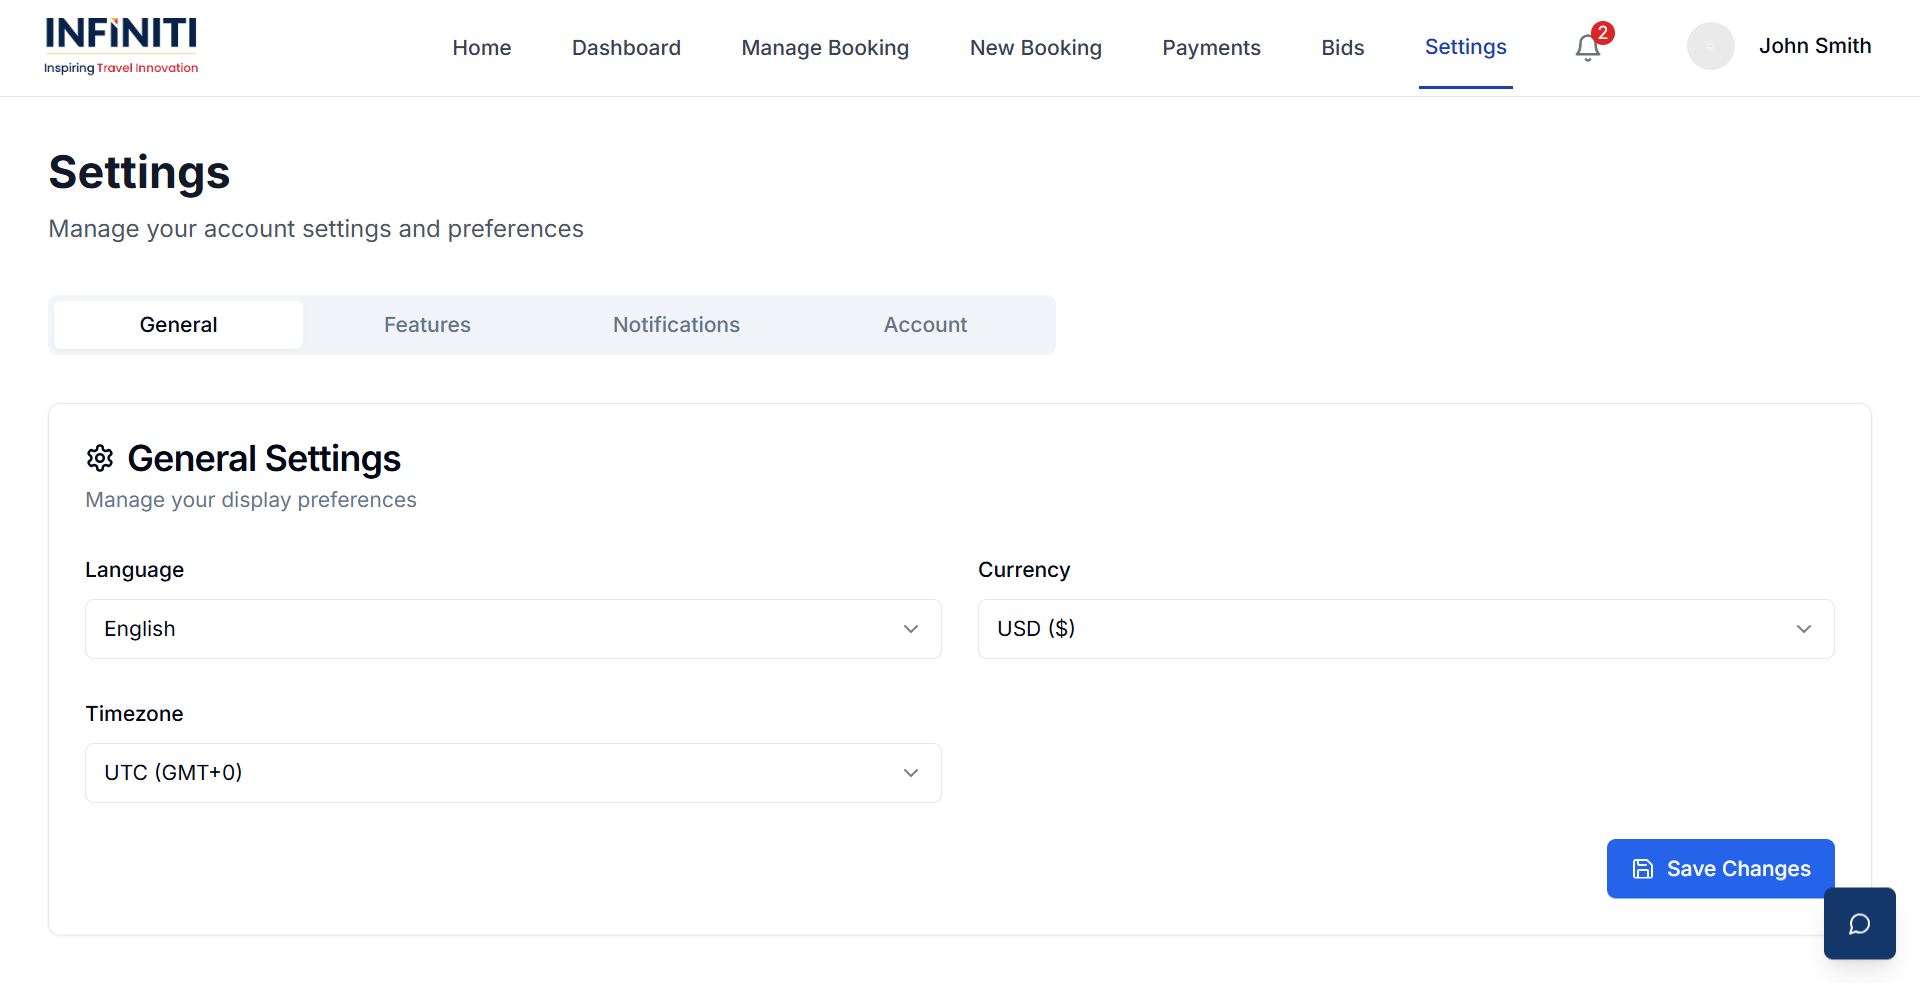 INFiNITI
Inspiring Travel Innovation
Home
Dashboard
Manage Booking
New Booking
Payments
Bids
Settings
2
John Smith
Settings
Manage your account settings and preferences
General
Features
Notifications
Account
General Settings
Manage your display preferences
Language
Currency
English
USD ($)
Timezone
UTC (GMT+0)
Save Changes